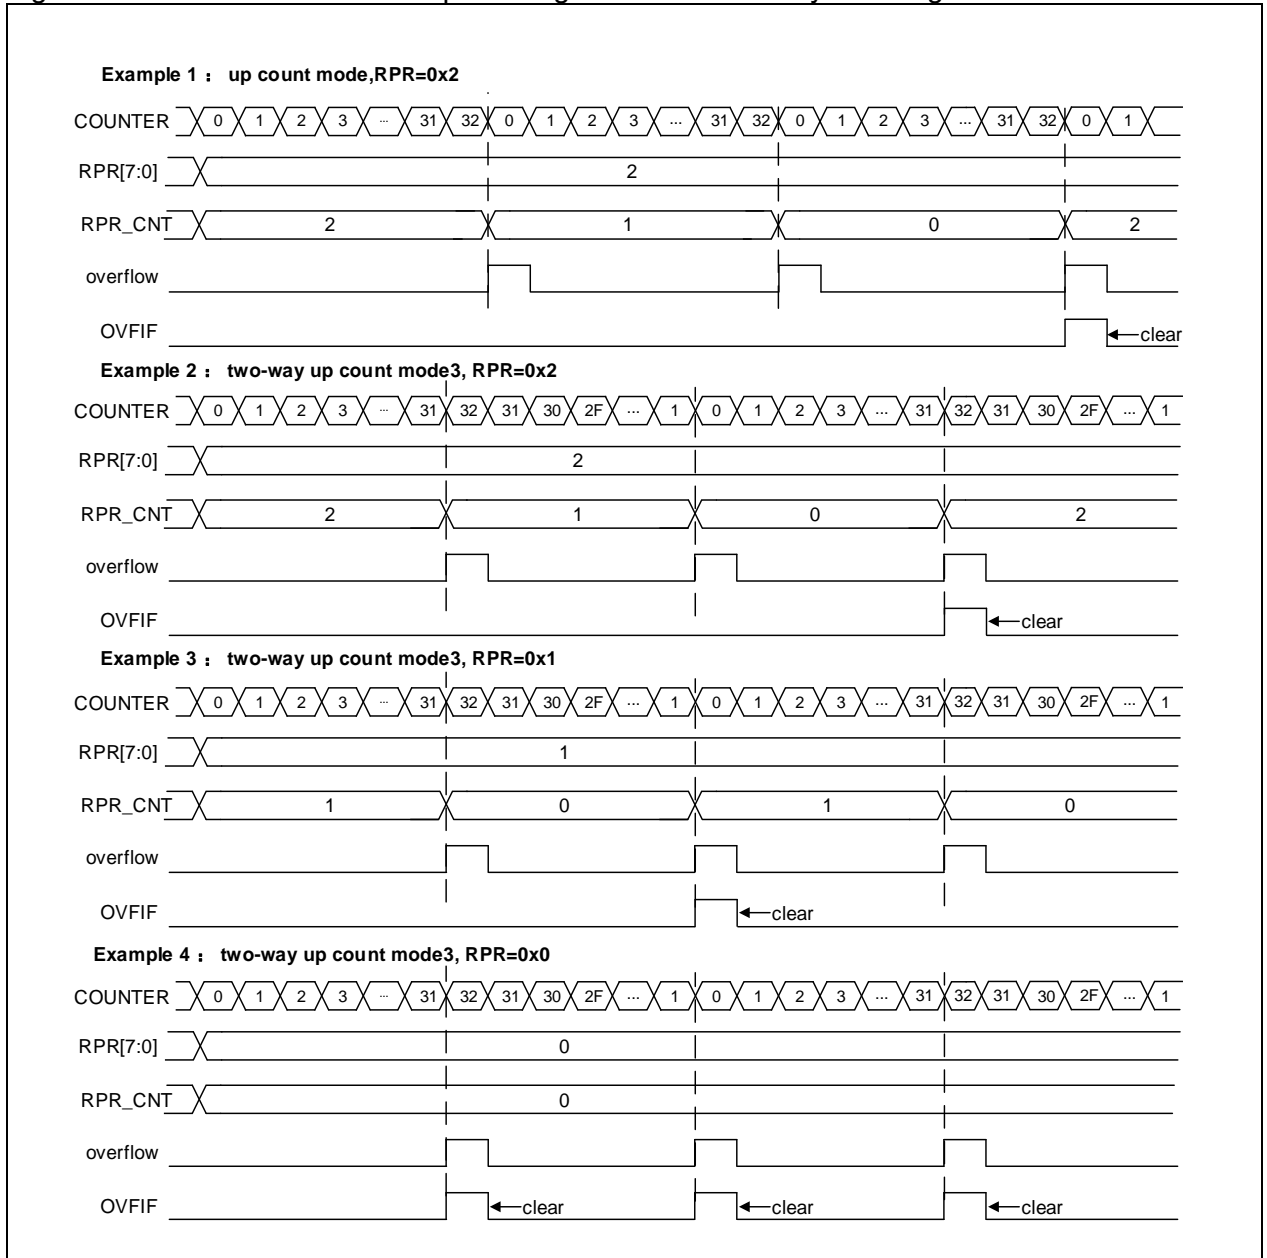 Example 1： up count mode,RPR=0x2
COUNTER 0 1 2 3 ... 31 32 0 1 2 3 ... 31 32 0 1 2 3 ... 31 32 0 1
RPR[7:0] 2
RPR_CNT 2 1 0 2
overflow
OVFIF clear
Example 2： two-way up count mode3, RPR=0x2
COUNTER 0 1 2 3 ... 31 32 31 30 2F ... 1 0 1 2 3 ... 31 32 31 30 2F ... 1
RPR[7:0] 2
RPR_CNT 2 1 0 2
overflow
OVFIF clear
Example 3： two-way up count mode3, RPR=0x1
COUNTER 0 1 2 3 ... 31 32 31 30 2F ... 1 0 1 2 3 ... 31 32 31 30 2F ... 1
RPR[7:0] 1
RPR_CNT 1 0 1 0
overflow
OVFIF clear
Example 4： two-way up count mode3, RPR=0x0
COUNTER 0 1 2 3 ... 31 32 31 30 2F ... 1 0 1 2 3 ... 31 32 31 30 2F ... 1
RPR[7:0] 0
RPR_CNT 0
overflow
OVFIF clear clear clear